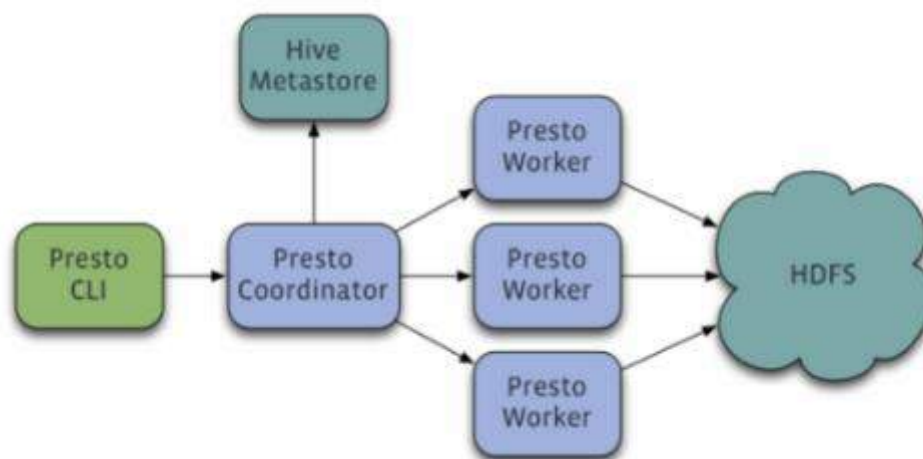 Hive
Metastore
Presto
Worker
Presto
CLI
Presto
Coordinator
Presto
Worker
HDFS
Presto
Worker